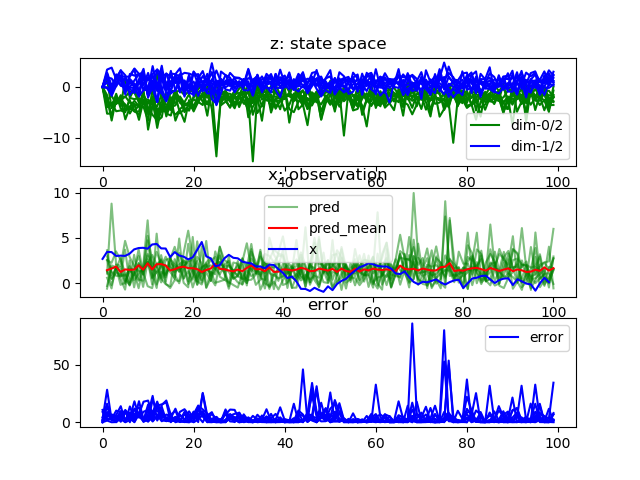 z: state space
0
−10
dim-0/2
dim-1/2
0 20 40 60 80 100
x: observation
10
5
0
pred
pred_mean
x
0 20 40 60 80 100
error
50
0
error
0 20 40 60 80 100